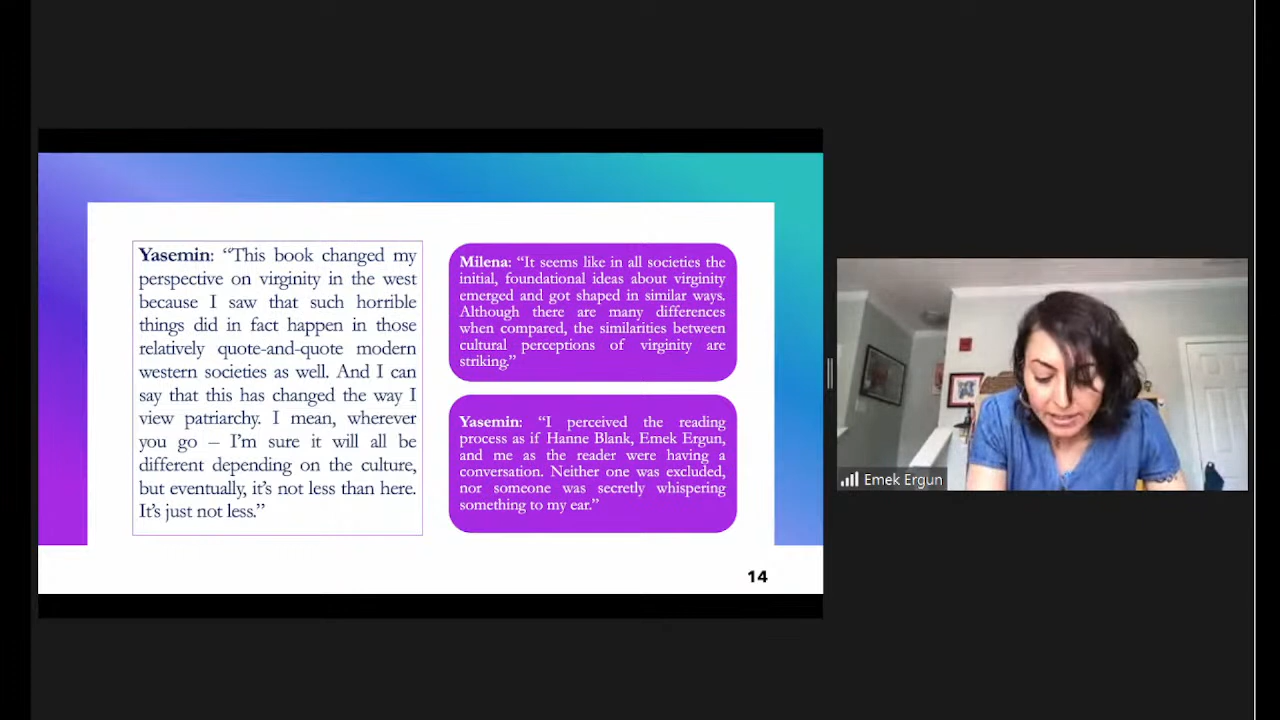 Yasemin: “This book changed my
perspective on virginity in the west
because I saw that such horrible
things did in fact happen in those
relatively quote-and-quote modern
western societies as well. And I can
say that this has changed the way I
view patriarchy. I mean, wherever
you go – I’m sure it will all be
different depending on the culture,
but eventually, it’s not less than here.
It’s just not less.”
Milena: “It seems like in all societies the
initial, foundational ideas about virginity
emerged and got shaped in similar ways.
Although there are many differences
when compared, the similarities between
cultural perceptions of virginity are
striking.”
Yasemin: “I perceived the reading
process as if Hanne Blank, Emek Ergun,
and me as the reader were having a
conversation. Neither one was excluded,
nor someone was secretly whispering
something to my ear.”
14
Emek Ergun